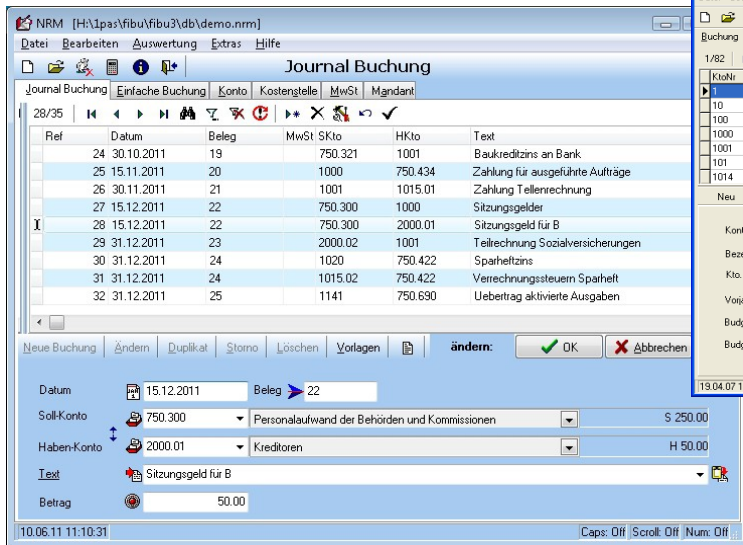 NRM [H:\1pas\fibu\fibu3\db\demo.nrm]
Datei Bearbeiten Auswertung Extras Hilfe
Journal Buchung
Journal Buchung Einfache Buchung Konto Kostenstelle MwSt Mandant
28/35
Ref Datum Beleg MwSt SKto HKto Text
24 30.10.2011 19 750.321 1001 Baukreditzins an Bank
25 15.11.2011 20 1000 750.434 Zahlung für ausgeführte Aufträge
26 30.11.2011 21 1001 1015.01 Zahlung Tellenrechnung
27 15.12.2011 22 750.300 1000 Sitzungsgelder
28 15.12.2011 22 750.300 2000.01 Sitzungsgeld für B
29 31.12.2011 23 2000.02 1001 Teilrechnung Sozialversicherungen
30 31.12.2011 24 1020 750.422 Sparheftzins
31 31.12.2011 24 1015.02 750.422 Verrechnungssteuern Sparheft
32 31.12.2011 25 1141 750.690 Uebertrag aktivierte Ausgaben
Neue Buchung Ändern Duplikat Storno Löschen Vorlagen ändern: OK Abbrechen
Datum 15.12.2011 Beleg 22
Soll-Konto 750.300 Personalaufwand der Behörden und Kommissionen S 250.00
Haben-Konto 2000.01 Kreditoren H 50.00
Text Sitzungsgeld für B
Betrag 50.00
10.06.11 11:10:31 Caps: Off Scroll: Off Num: Off
Buchung
1/82
KtoNr
1
10
100
1000
1001
101
1014
Neu
Kto.
19.04.07 1